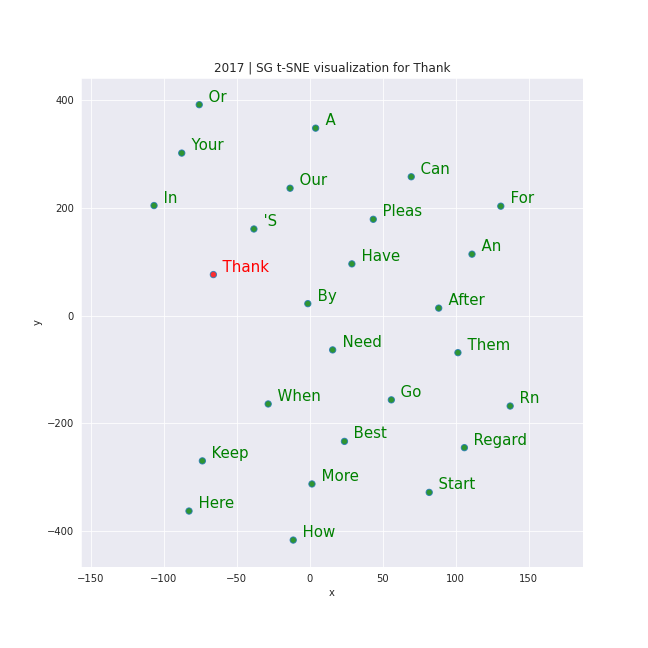 2017 | SG t-SNE visualization for Thank
400
Or
A
Your
Can
Our
In
For
200
'S
Pleas
An
Have
Thank
By
After
0
Need
Them
y
Go
When
Rn
−200
Best
Regard
Keep
More
Start
Here
How
−400
−150
−100
−50
0
50
100
150
x